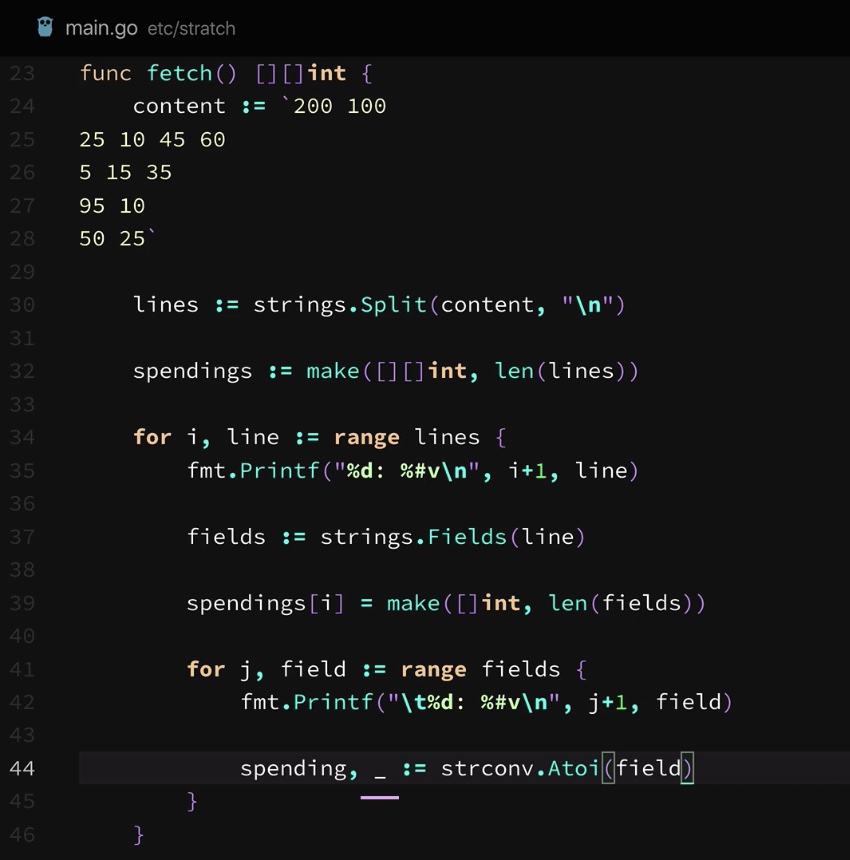 main.go etc/stratch
23 func fetch() [][]int {
24     content := `200 100
25 25 10 45 60
26 5 15 35
27 95 10
28 50 25`
29
30     lines := strings.Split(content, "\n")
31
32     spendings := make([][]int, len(lines))
33
34     for i, line := range lines {
35         fmt.Printf("%d: %#v\n", i+1, line)
36
37         fields := strings.Fields(line)
38
39         spendings[i] = make([]int, len(fields))
40
41         for j, field := range fields {
42             fmt.Printf("\t%d: %#v\n", j+1, field)
43
44             spending, _ := strconv.Atoi(field)
45         }
46     }